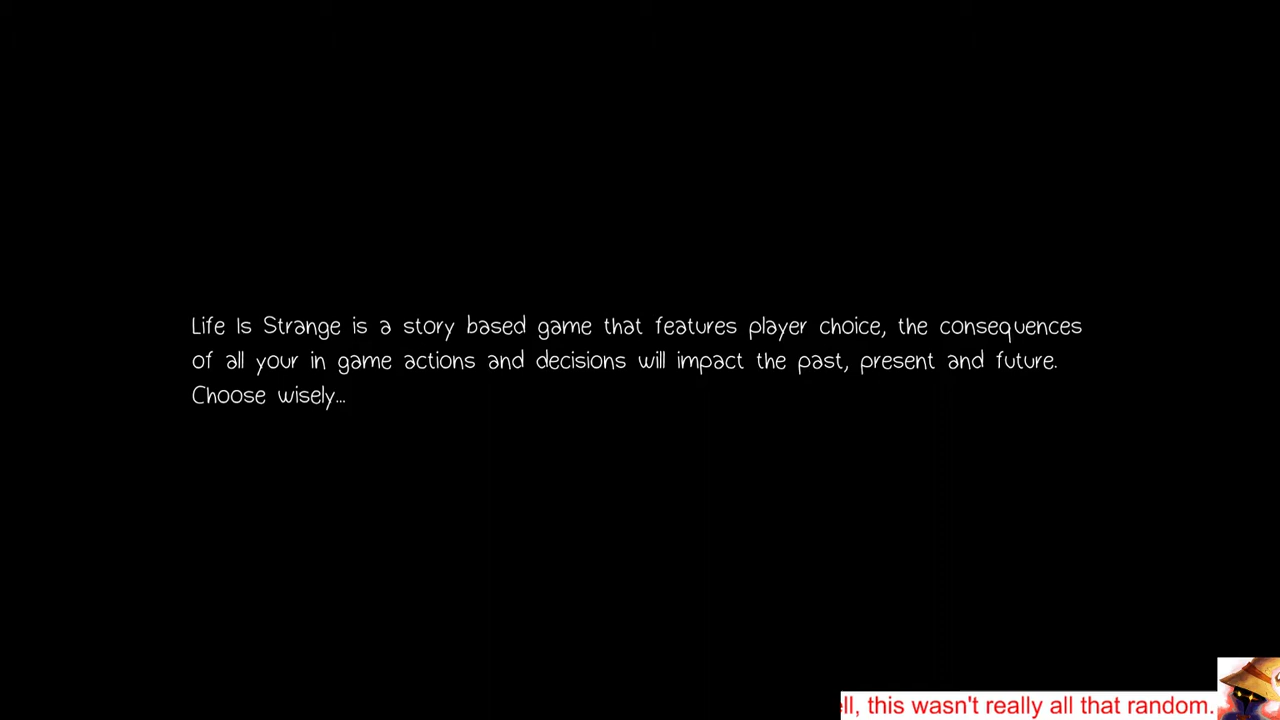 Life Is Strange is a story based game that features player choice, the consequences
of all your in game actions and decisions will impact the past, present and future.
Choose wisely...
this wasn't really all that random.